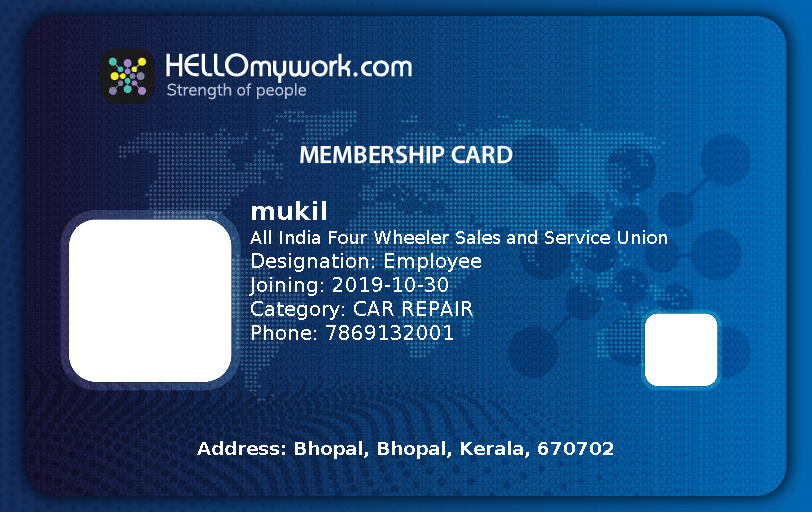 HELLOmywork.com
Strength of people
MEMBERSHIP CARD
mukil
All India Four Wheeler Sales and Service Union
Designation: Employee
Joining: 2019-10-30
Category: CAR REPAIR
Phone: 7869132001
Address: Bhopal, Bhopal, Kerala, 670702